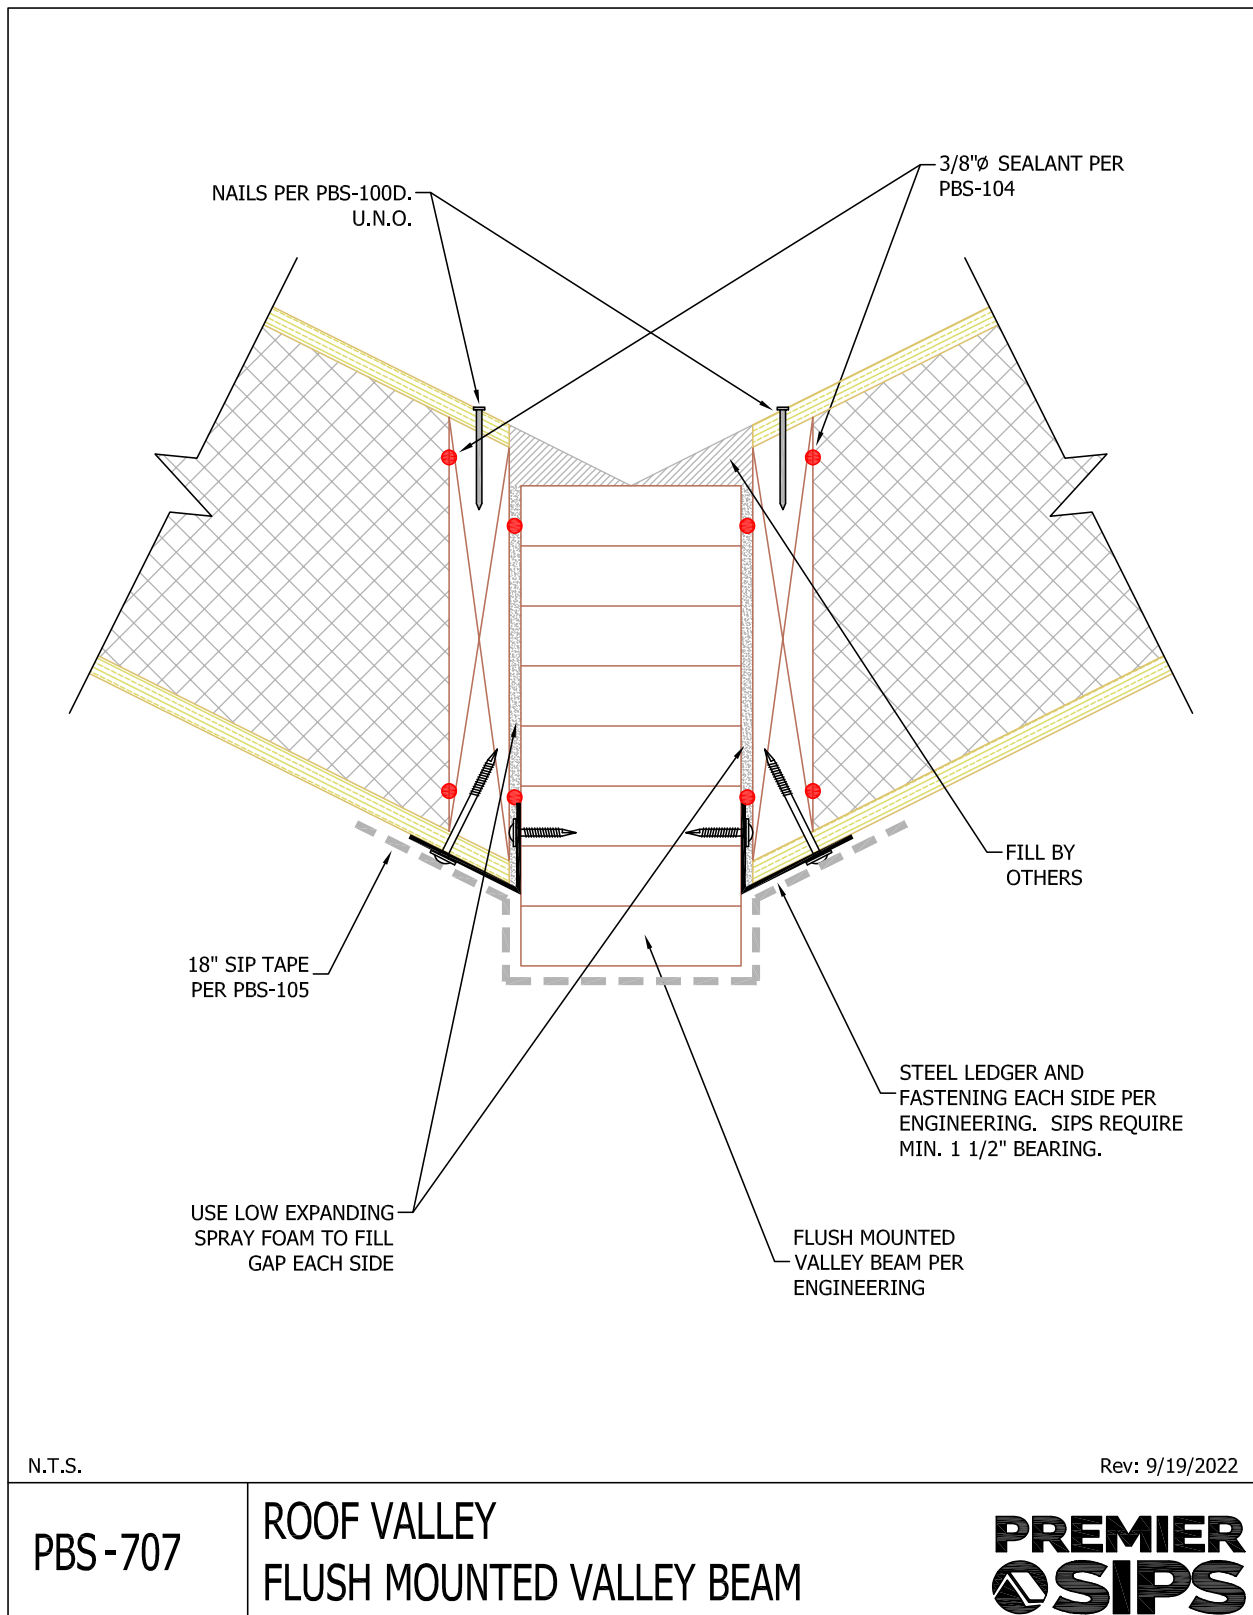 NAILS PER PBS-100D.
U.N.O.
3/8"Ø SEALANT PER
PBS-104
FILL BY
OTHERS
18" SIP TAPE
PER PBS-105
STEEL LEDGER AND
FASTENING EACH SIDE PER
ENGINEERING. SIPS REQUIRE
MIN. 1 1/2" BEARING.
USE LOW EXPANDING
SPRAY FOAM TO FILL
GAP EACH SIDE
FLUSH MOUNTED
VALLEY BEAM PER
ENGINEERING
N.T.S.
Rev: 9/19/2022
PBS-707
ROOF VALLEY
FLUSH MOUNTED VALLEY BEAM
PREMIER
SIPS